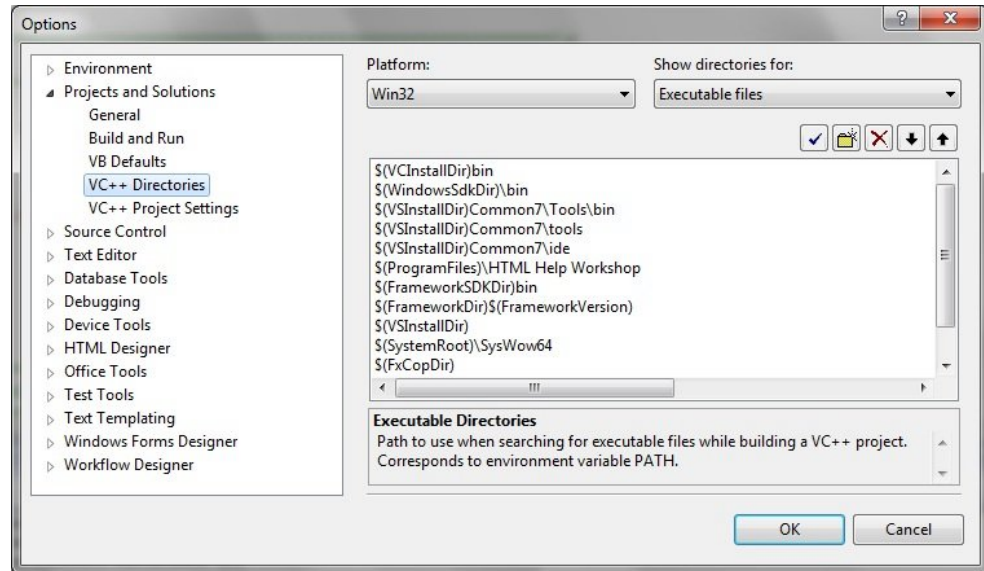 Options
Environment
Projects and Solutions
General
Build and Run
VB Defaults
VC++ Directories
VC++ Project Settings
Source Control
Text Editor
Database Tools
Debugging
Device Tools
HTML Designer
Office Tools
Test Tools
Text Templating
Windows Forms Designer
Workflow Designer
Platform:
Win32
Show directories for:
Executable files
$(VCInstallDir)bin
$(WindowsSdkDir)\bin
$(VSInstallDir)Common7\Tools\bin
$(VSInstallDir)Common7\tools
$(VSInstallDir)Common7\ide
$(ProgramFiles)\HTML Help Workshop
$(FrameworkSDKDir)bin
$(FrameworkDir)$(FrameworkVersion)
$(VSInstallDir)
$(SystemRoot)\SysWow64
$(FxCopDir)
Executable Directories
Path to use when searching for executable files while building a VC++ project.
Corresponds to environment variable PATH.
OK
Cancel